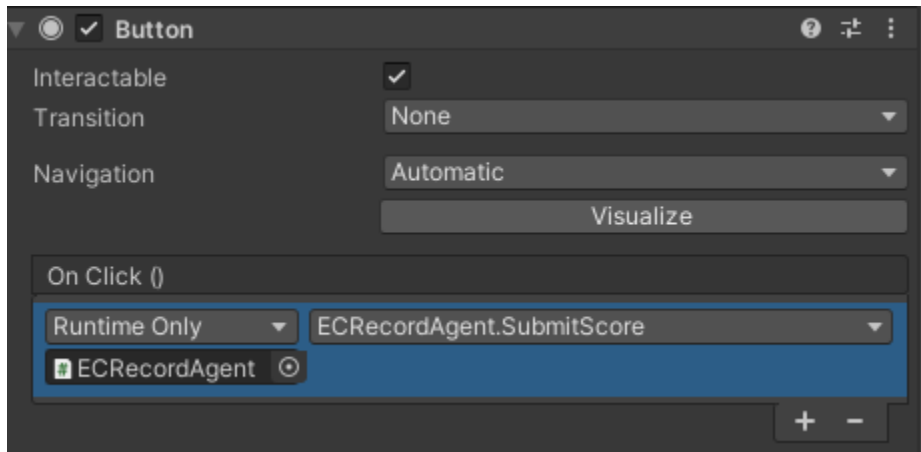 Button
Interactable
Transition None
Navigation Automatic
Visualize
On Click ()
Runtime Only ECRecordAgent.SubmitScore
# ECRecordAgent
+ −